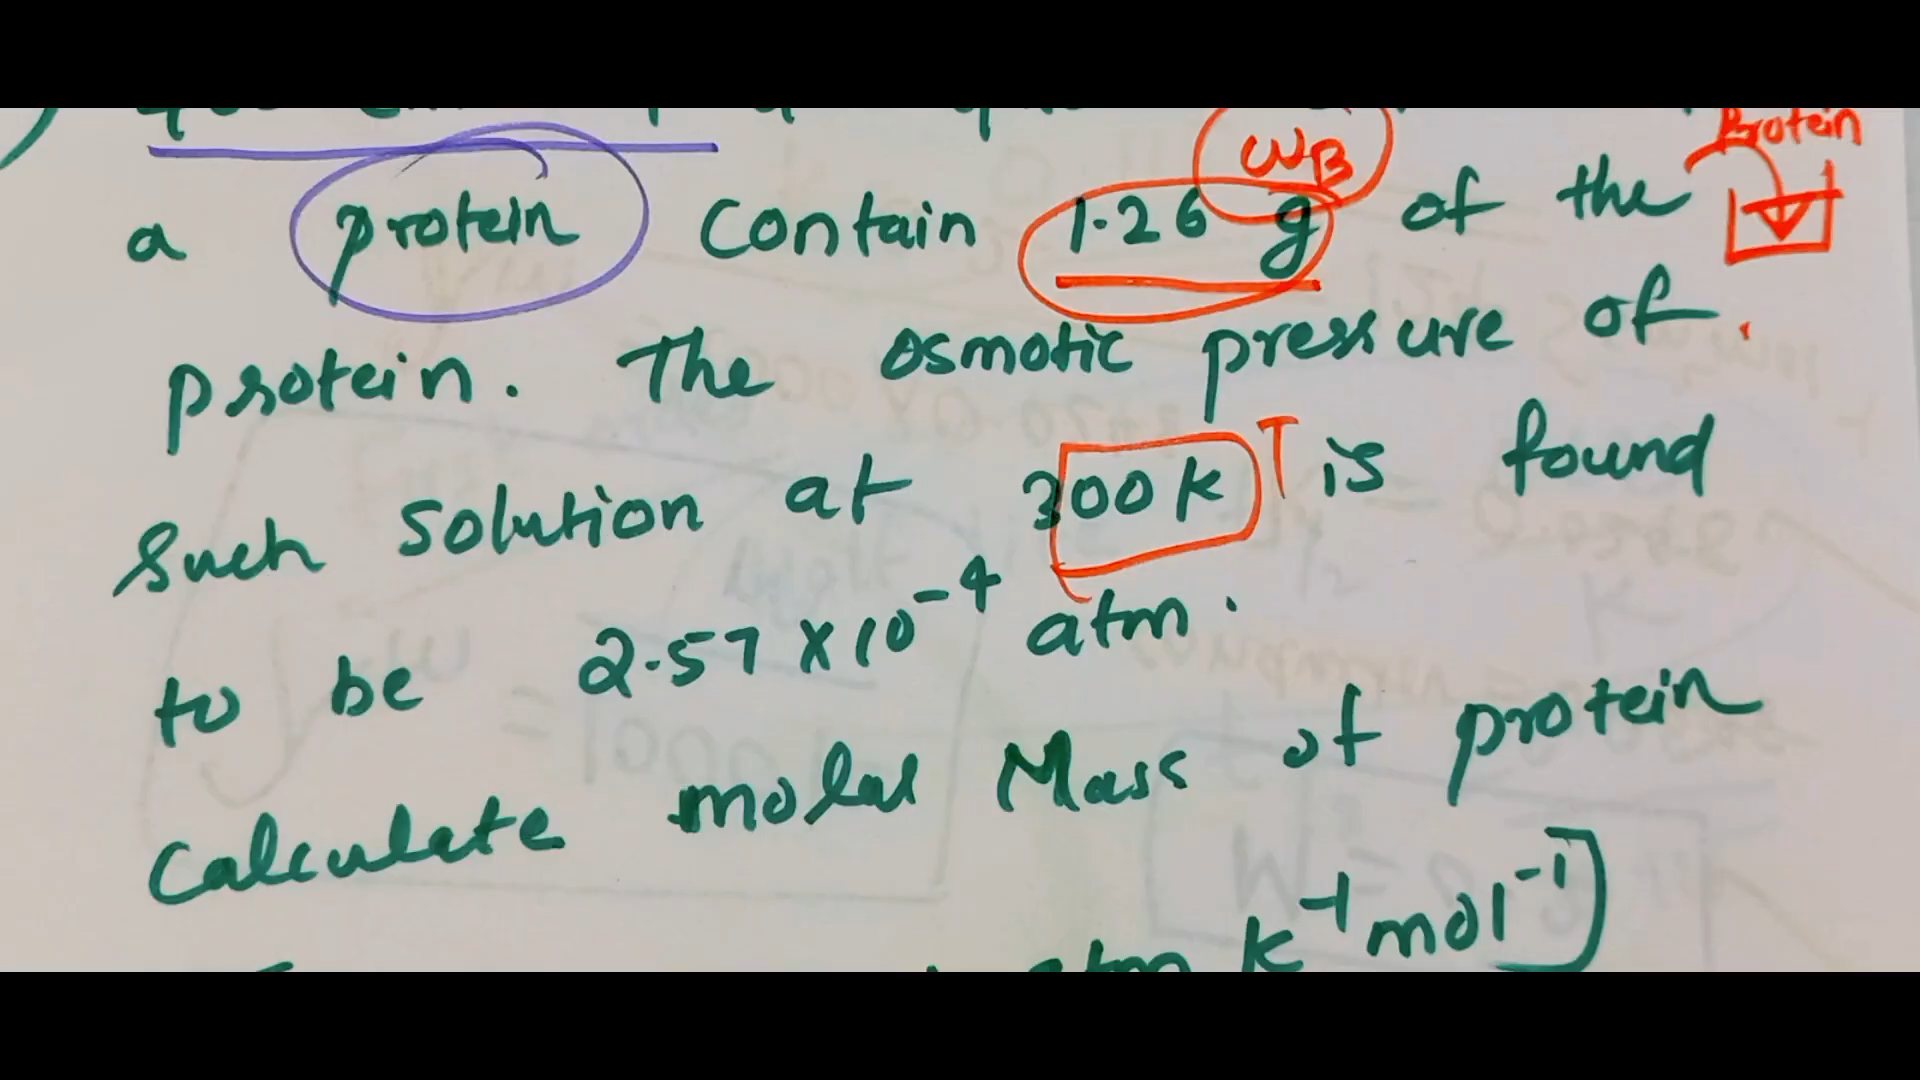 Protein
wB
a protein contain 1.26 g of the
protein. The osmotic pressure of
such solution at 300k T is found
to be 2.57 x 10⁻⁴ atm.
Calculate molar Mass of protein
atm k⁻¹ mol⁻¹]